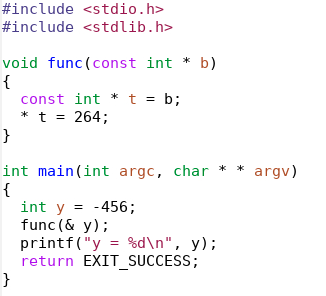 #include <stdio.h>
#include <stdlib.h>

void func(const int * b)
{
  const int * t = b;
  * t = 264;
}

int main(int argc, char * * argv)
{
  int y = -456;
  func(& y);
  printf("y = %d\n", y);
  return EXIT_SUCCESS;
}